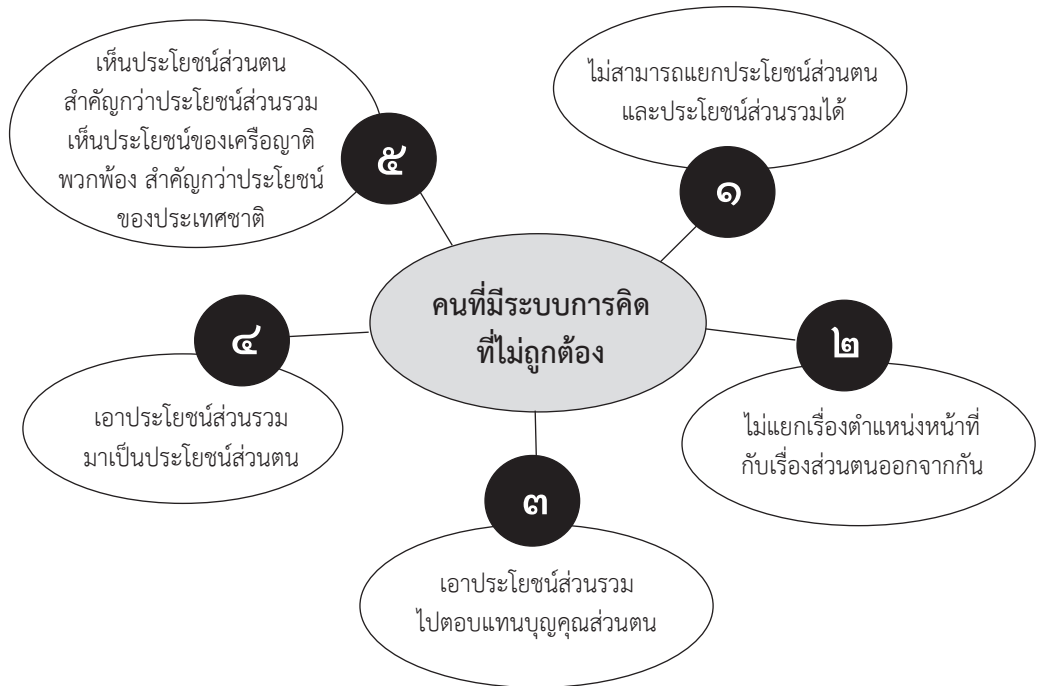 คนที่มีระบบการคิด
ที่ไม่ถูกต้อง
๑
ไม่สามารถแยกประโยชน์ส่วนตน
และประโยชน์ส่วนรวมได้
๒
ไม่แยกเรื่องตำแหน่งหน้าที่
กับเรื่องส่วนตนออกจากกัน
๓
เอาประโยชน์ส่วนรวม
ไปตอบแทนบุญคุณส่วนตน
๔
เอาประโยชน์ส่วนรวม
มาเป็นประโยชน์ส่วนตน
๕
เห็นประโยชน์ส่วนตน
สำคัญกว่าประโยชน์ส่วนรวม
เห็นประโยชน์ของเครือญาติ
พวกพ้อง สำคัญกว่าประโยชน์
ของประเทศชาติ